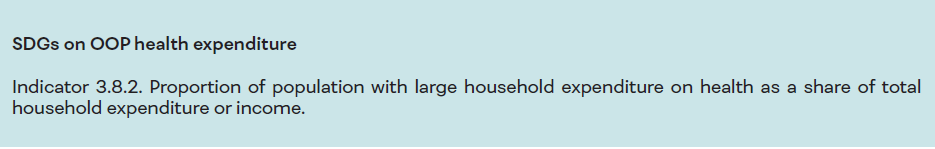 SDGs on OOP health expenditure
Indicator 3.8.2. Proportion of population with large household expenditure on health as a share of total
household expenditure or income.